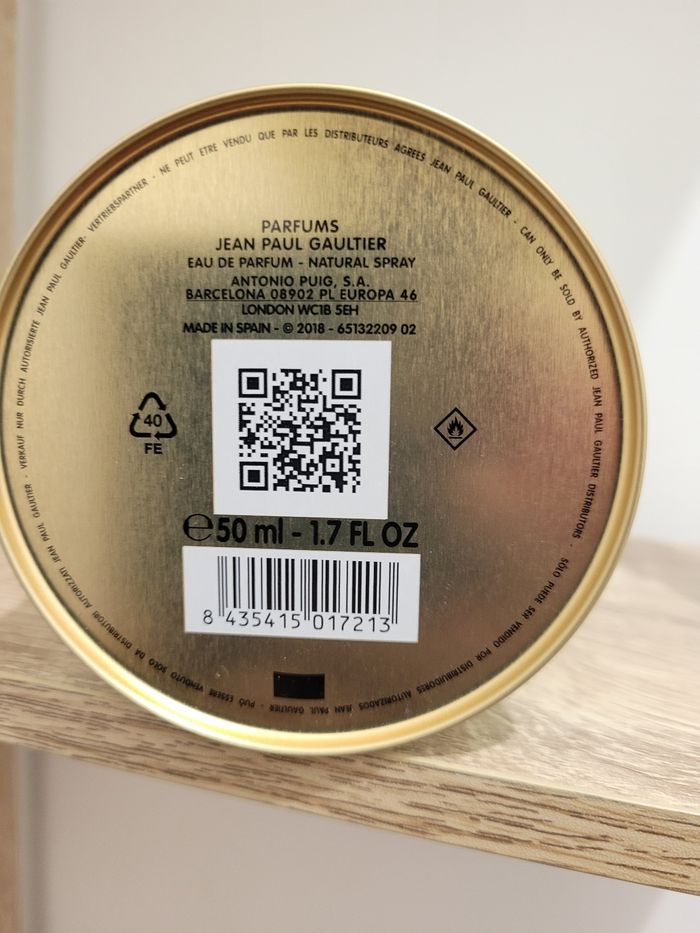 PARFUMS
JEAN PAUL GAULTIER
EAU DE PARFUM - NATURAL SPRAY
ANTONIO PUIG, S.A.
BARCELONA 08902 PL EUROPA 46
LONDON WC1B 5EH
MADE IN SPAIN - © 2018 - 65132209 02
40
FE
℮50 ml - 1.7 FL OZ
8 435415 017213
NE PEUT ETRE VENDU QUE PAR LES DISTRIBUTEURS AGREES JEAN PAUL GAULTIER - CAN ONLY BE SOLD BY AUTHORIZED JEAN PAUL GAULTIER DISTRIBUTORS - SÓLO PUEDE SER VENDIDO POR DISTRIBUIDORES AUTORIZADOS JEAN PAUL GAULTIER - PUÒ ESSERE VENDUTO SOLO DA DISTRIBUTORI AUTORIZZATI JEAN PAUL GAULTIER - VERKAUF NUR DURCH AUTORISIERTE JEAN PAUL GAULTIER- VERTRIEBSPARTNER -